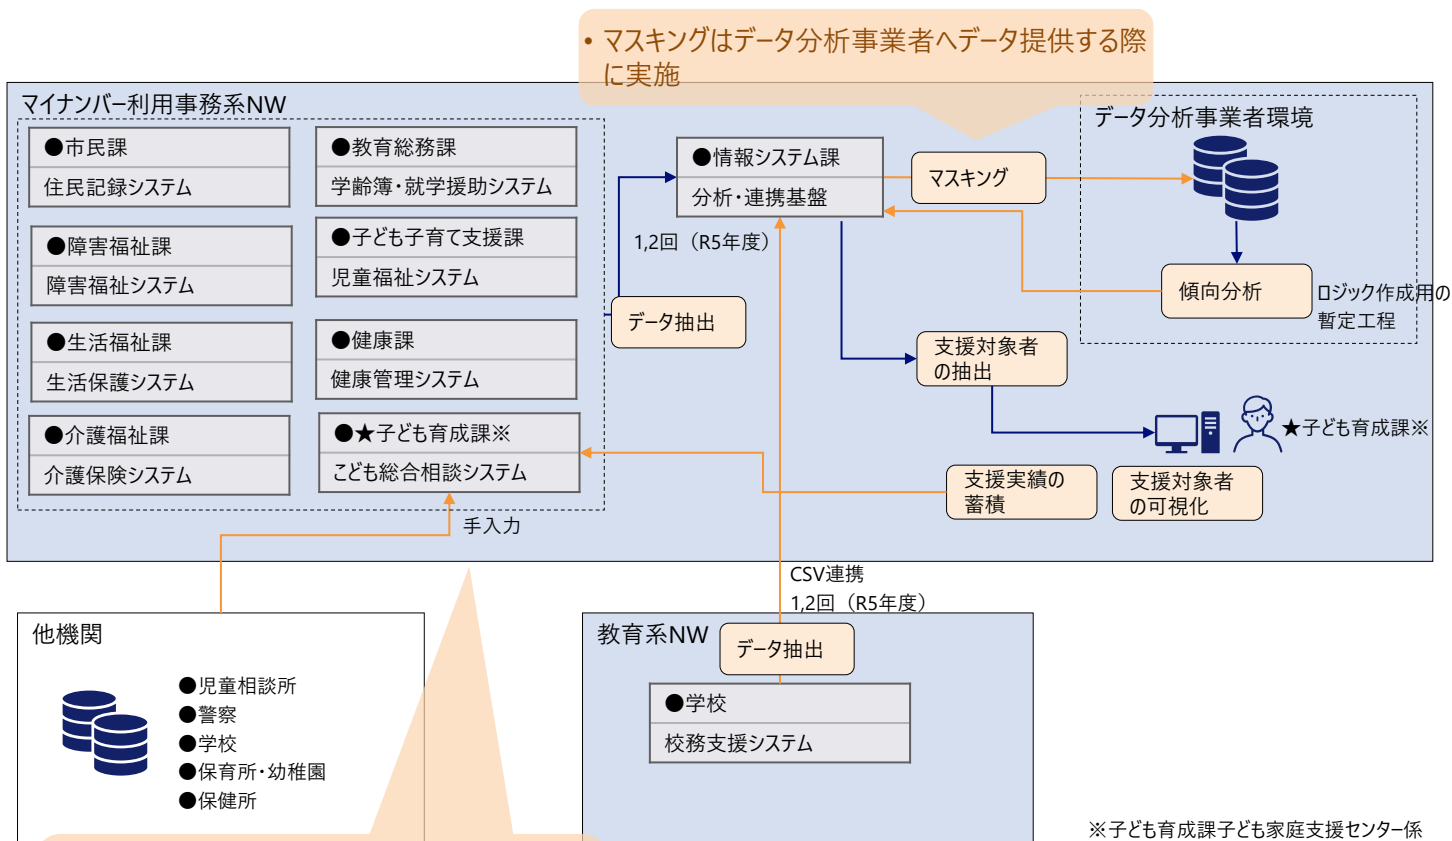 • マスキングはデータ分析事業者へデータ提供する際
に実施
マイナンバー利用事務系NW
●市民課
住民記録システム
●教育総務課
学齢簿・就学援助システム
●障害福祉課
障害福祉システム
●子ども子育て支援課
児童福祉システム
●生活福祉課
生活保護システム
●健康課
健康管理システム
●介護福祉課
介護保険システム
●★子ども育成課※
こども総合相談システム
データ抽出
1,2回（R5年度）
●情報システム課
分析・連携基盤
マスキング
データ分析事業者環境
傾向分析
ロジック作成用の
暫定工程
支援対象者
の抽出
★子ども育成課※
支援実績の
蓄積
支援対象者
の可視化
手入力
CSV連携
1,2回（R5年度）
他機関
●児童相談所
●警察
●学校
●保育所・幼稚園
●保健所
教育系NW
データ抽出
●学校
校務支援システム
※子ども育成課子ども家庭支援センター係